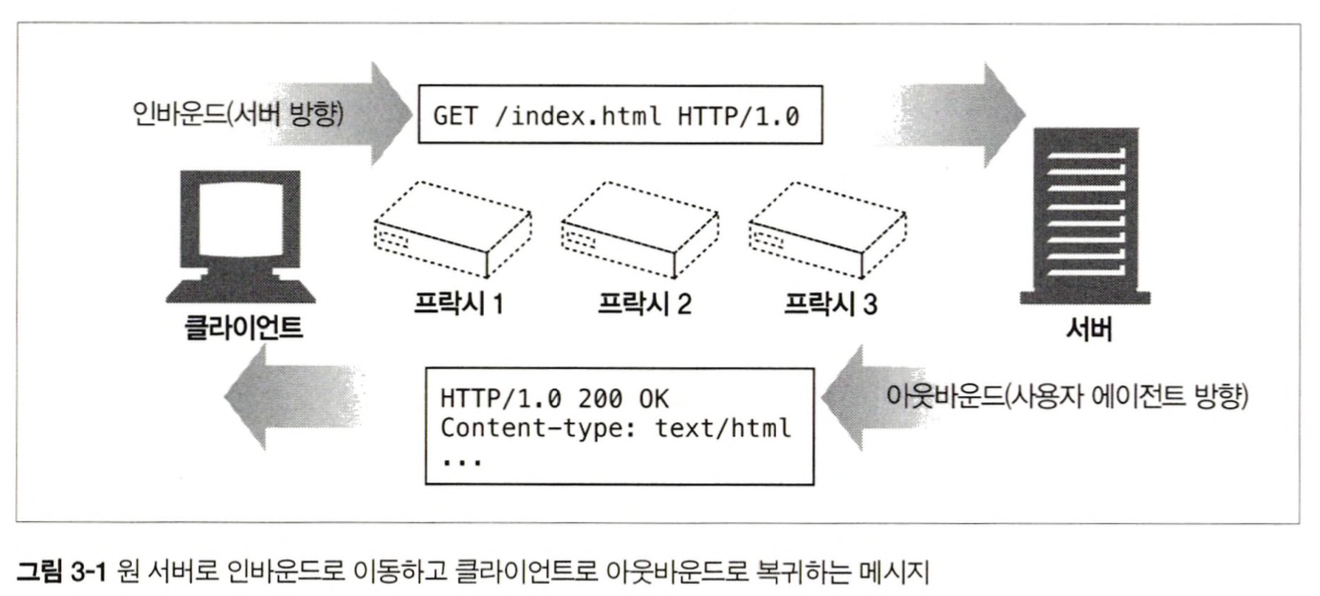 인바운드(서버 방향)
GET /index.html HTTP/1.0
프락시 1
프락시 2
프락시 3
클라이언트
서버
HTTP/1.0 200 OK
Content-type: text/html
...
아웃바운드(사용자 에이전트 방향)
그림 3-1 원 서버로 인바운드로 이동하고 클라이언트로 아웃바운드로 복귀하는 메시지